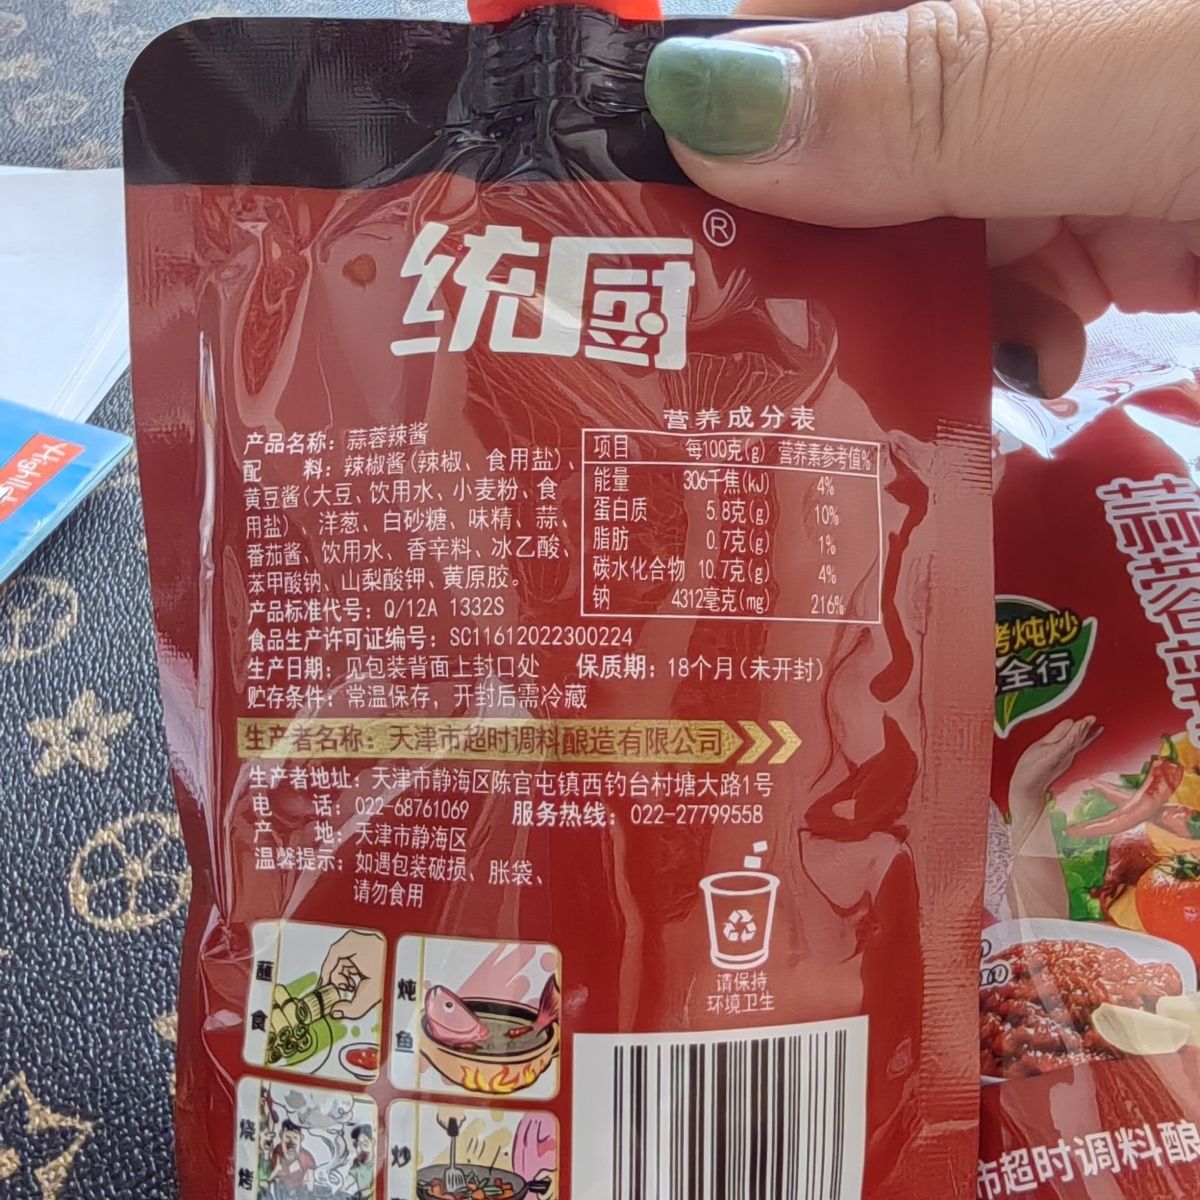 统厨®
产品名称：蒜蓉辣酱
配 料：辣椒酱（辣椒、食用盐）、
黄豆酱（大豆、饮用水、小麦粉、食
用盐）、洋葱、白砂糖、味精、蒜、
番茄酱、饮用水、香辛料、冰乙酸、
苯甲酸钠、山梨酸钾、黄原胶。
产品标准代号：Q/12A 1332S
食品生产许可证编号：SC11612022300224
生产日期：见包装背面上封口处 保质期：18个月（未开封）
贮存条件：常温保存，开封后需冷藏
营养成分表
项目 每100克(g) 营养素参考值%
能量 306千焦(kJ) 4%
蛋白质 5.8克(g) 10%
脂肪 0.7克(g) 1%
碳水化合物 10.7克(g) 4%
钠 4312毫克(mg) 216%
生产者名称：天津市超时调料酿造有限公司
生产者地址：天津市静海区陈官屯镇西钓台村塘大路1号
电 话：022-68761069 服务热线：022-27799558
产 地：天津市静海区
温馨提示：如遇包装破损、胀袋、
请勿食用
请保持
环境卫生
蘸食
炖鱼
烧烤
炒
蒜蓉
烤炖炒
全行
市超时调料酿